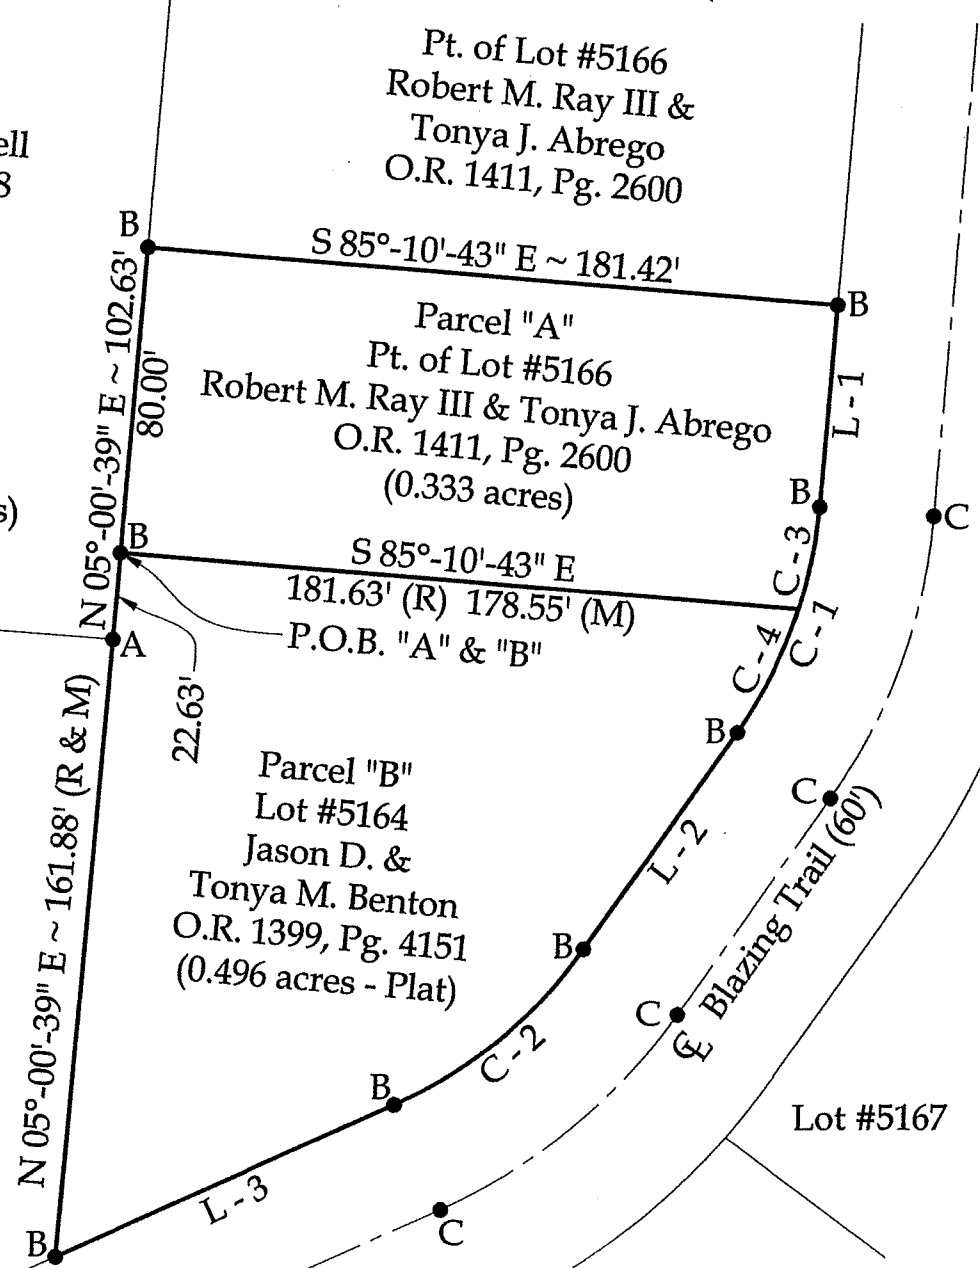 Pt. of Lot #5166
Robert M. Ray III &
Tonya J. Abrego
O.R. 1411, Pg. 2600
ell
8
B
S 85°-10'-43" E ~ 181.42'
B
N 05°-00'-39" E ~ 102.63'
80.00'
Parcel "A"
Pt. of Lot #5166
Robert M. Ray III & Tonya J. Abrego
O.R. 1411, Pg. 2600
(0.333 acres)
L - 1
B
C
s)
B
S 85°-10'-43" E
181.63' (R) 178.55' (M)
C - 3
C - 1
C - 4
P.O.B. "A" & "B"
A
22.63'
B
N 05°-00'-39" E ~ 161.88' (R & M)
Parcel "B"
Lot #5164
Jason D. &
Tonya M. Benton
O.R. 1399, Pg. 4151
(0.496 acres - Plat)
C
L - 2
B
C
℄ Blazing Trail (60')
C - 2
B
Lot #5167
L - 3
C
B